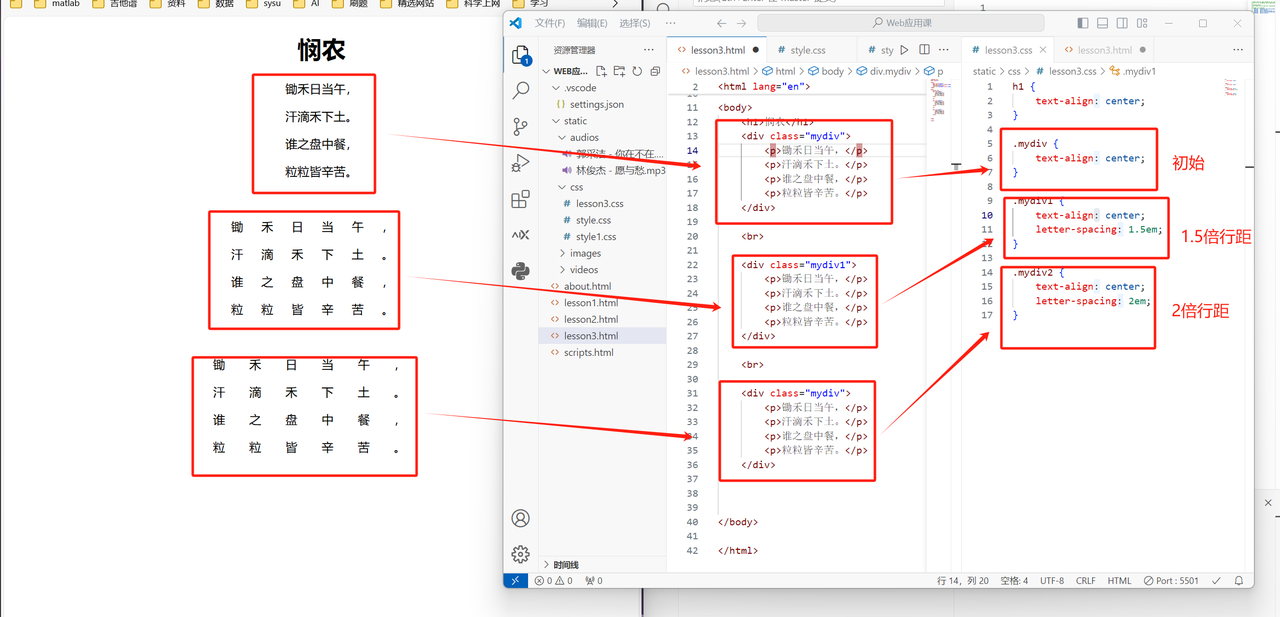 matlab
吉他谱
资料
数据
sysu
AI
刷题
精选网站
科学上网
学习
悯农
锄禾日当午，
汗滴禾下土。
谁之盘中餐，
粒粒皆辛苦。
锄 禾 日 当 午 ，
汗 滴 禾 下 土 。
谁 之 盘 中 餐 ，
粒 粒 皆 辛 苦 。
锄 禾 日 当 午 ，
汗 滴 禾 下 土 。
谁 之 盘 中 餐 ，
粒 粒 皆 辛 苦 。
文件(F) 编辑(E) 选择(S) ···
Web应用课
资源管理器
WEB应...
.vscode
settings.json
static
audios
郭采洁 - 你在不在....
林俊杰 - 愿与愁.mp3
css
lesson3.css
style.css
style1.css
images
videos
about.html
lesson1.html
lesson2.html
lesson3.html
scripts.html
时间线
lesson3.html
style.css
sty
lesson3.html > html > body > div.mydiv > p
2 <html lang="en">
11 <body>
12 <h1>悯农</h1>
13 <div class="mydiv">
14 <p>锄禾日当午，</p>
15 <p>汗滴禾下土。</p>
16 <p>谁之盘中餐，</p>
17 <p>粒粒皆辛苦。</p>
18 </div>
19
20 <br>
21
22 <div class="mydiv1">
23 <p>锄禾日当午，</p>
24 <p>汗滴禾下土。</p>
25 <p>谁之盘中餐，</p>
26 <p>粒粒皆辛苦。</p>
27 </div>
28
29 <br>
30
31 <div class="mydiv">
32 <p>锄禾日当午，</p>
33 <p>汗滴禾下土。</p>
34 <p>谁之盘中餐，</p>
35 <p>粒粒皆辛苦。</p>
36 </div>
37
38
39
40 </body>
41
42 </html>
lesson3.css
lesson3.html
static > css > lesson3.css > .mydiv1
1 h1 {
2 text-align: center;
3 }
4
5 .mydiv {
6 text-align: center;
7 }
8
9 .mydiv1 {
10 text-align: center;
11 letter-spacing: 1.5em;
12 }
13
14 .mydiv2 {
15 text-align: center;
16 letter-spacing: 2em;
17 }
初始
1.5倍行距
2倍行距
0 0 0
行 14，列 20 空格: 4 UTF-8 CRLF HTML Port : 5501